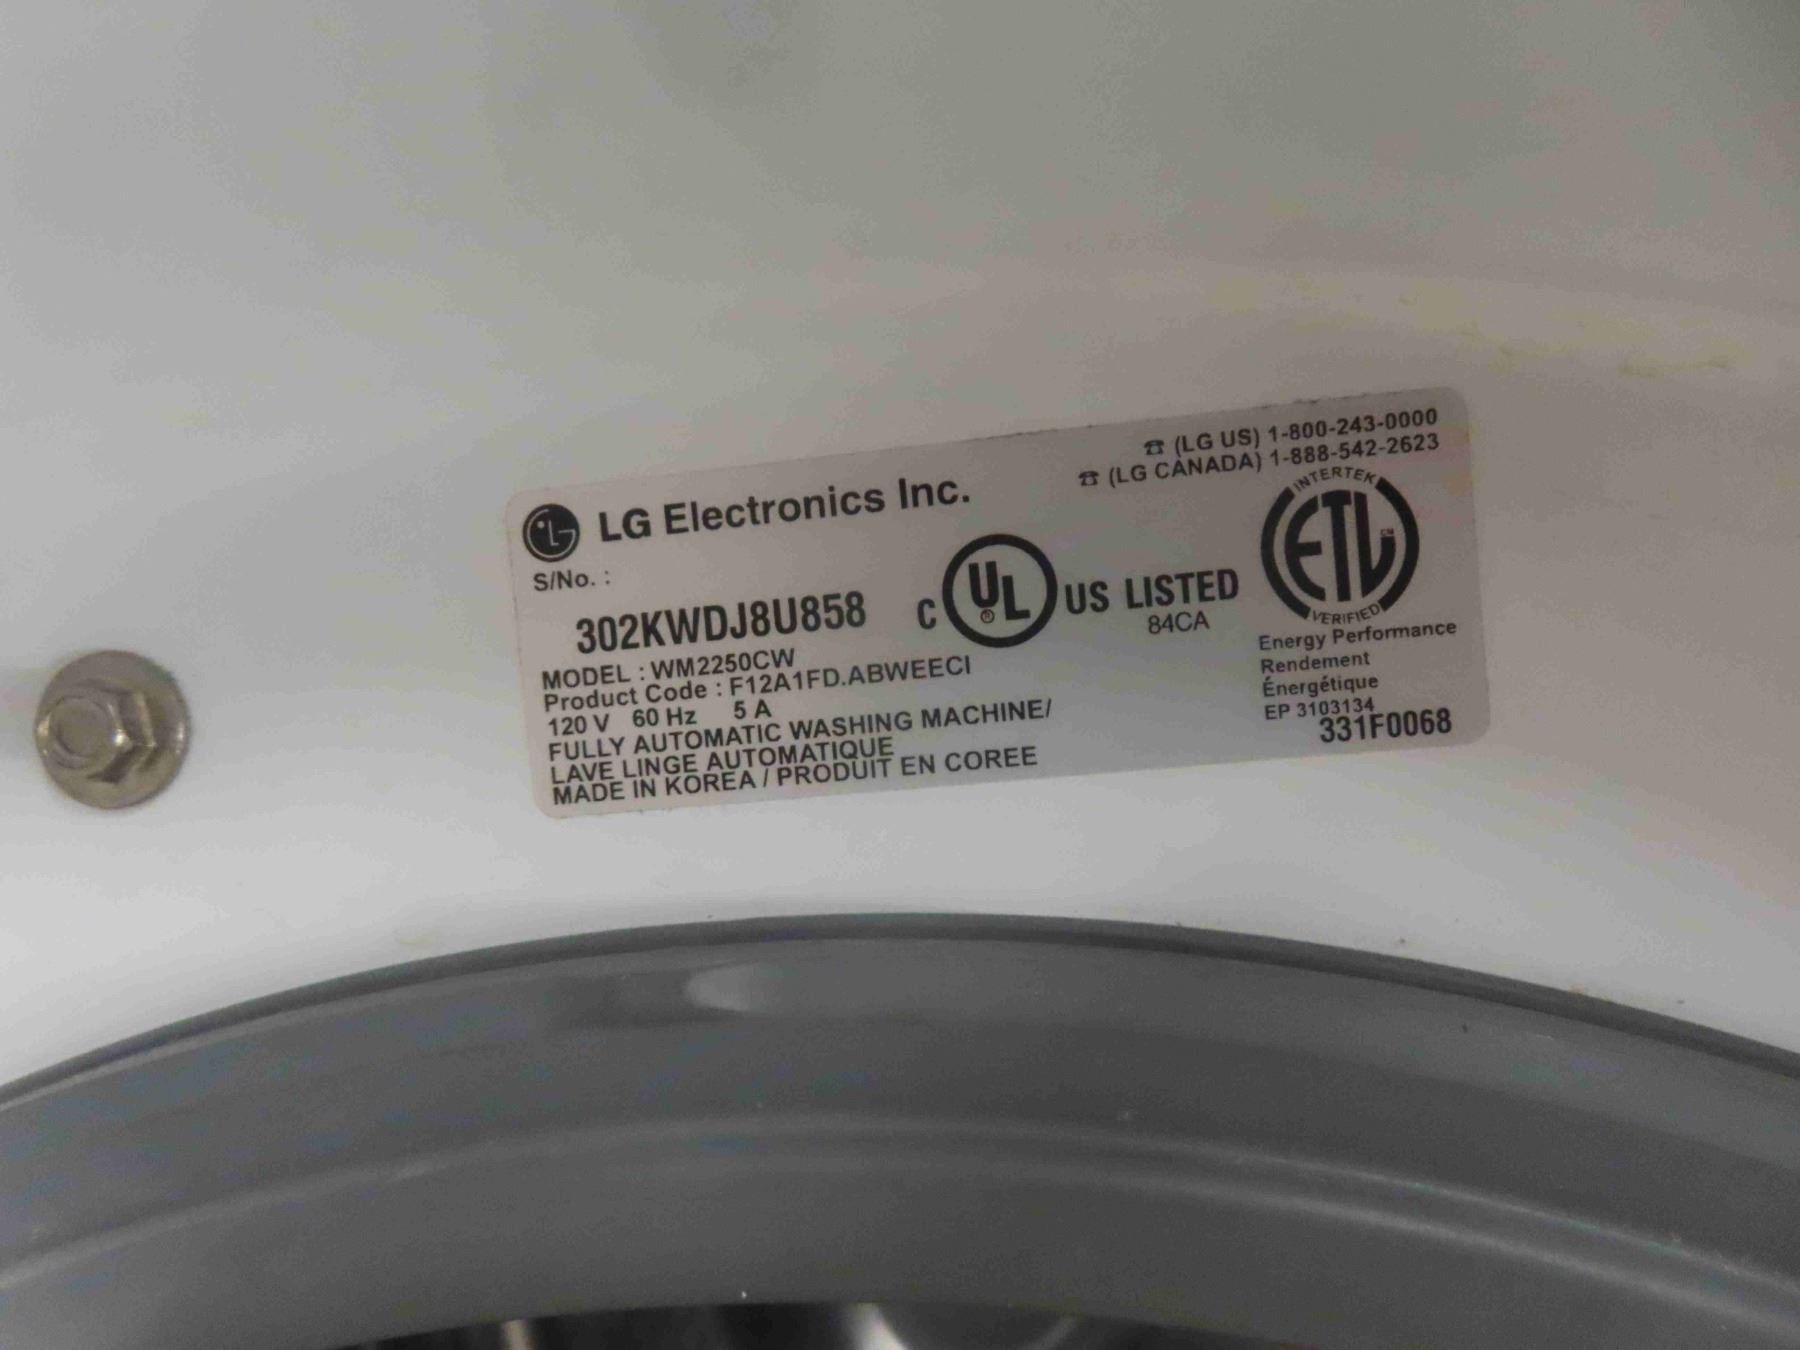 LG Electronics Inc.
(LG US) 1-800-243-0000
(LG CANADA) 1-888-542-2623
S/No. :
302KWDJ8U858
MODEL : WM2250CW
Product Code : F12A1FD.ABWEECI
120 V 60 Hz 5 A
FULLY AUTOMATIC WASHING MACHINE/
LAVE LINGE AUTOMATIQUE
MADE IN KOREA / PRODUIT EN COREE
C UL ® US LISTED
84CA
INTERTEK
ETL CM
VERIFIED
Energy Performance
Rendement
Énergétique
EP 3103134
331F0068